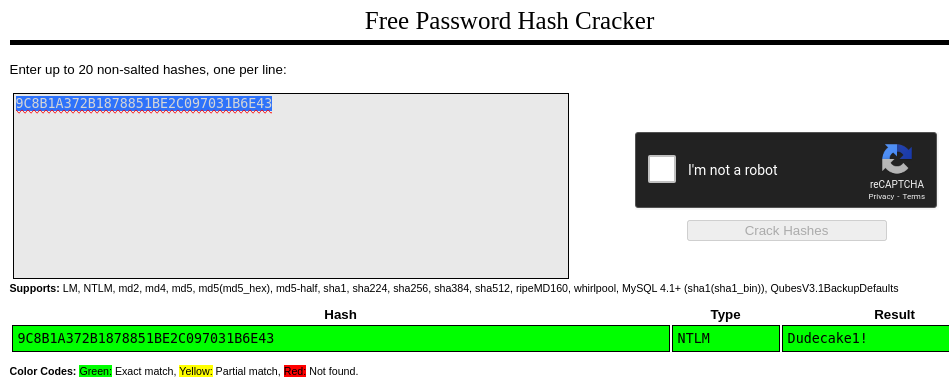 Free Password Hash Cracker
Enter up to 20 non-salted hashes, one per line:
9C8B1A372B1878851BE2C097031B6E43
I'm not a robot
reCAPTCHA
Privacy - Terms
Crack Hashes
Supports: LM, NTLM, md2, md4, md5, md5(md5_hex), md5-half, sha1, sha224, sha256, sha384, sha512, ripeMD160, whirlpool, MySQL 4.1+ (sha1(sha1_bin)), QubesV3.1BackupDefaults
Hash Type Result
9C8B1A372B1878851BE2C097031B6E43 NTLM Dudecake1!
Color Codes: Green: Exact match, Yellow: Partial match, Red: Not found.